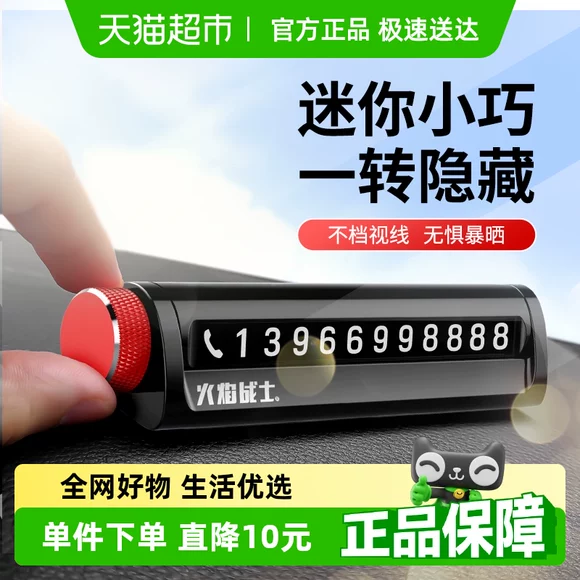 天猫超市 官方正品 极速送达
迷你小巧
一转隐藏
不档视线 无惧暴晒
13966998888
火焰战士®
全网好物 生活优选
单件下单 直降10元
正品保障